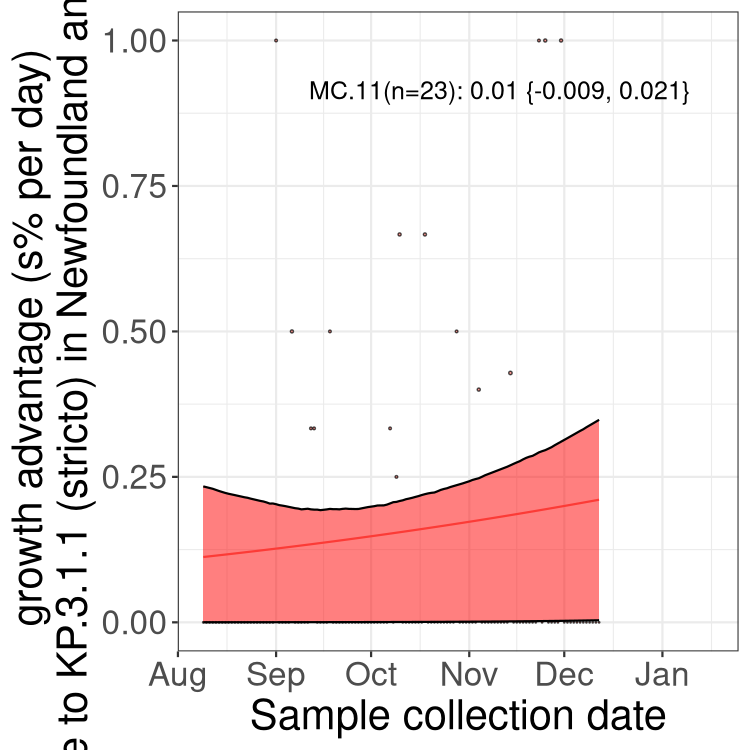 growth advantage (s% per day)
to KP.3.1.1 (stricto) in Newfoundland
1.00
0.75
0.50
0.25
0.00
MC.11(n=23): 0.01 {-0.009, 0.021}
Aug Sep Oct Nov Dec Jan
Sample collection date